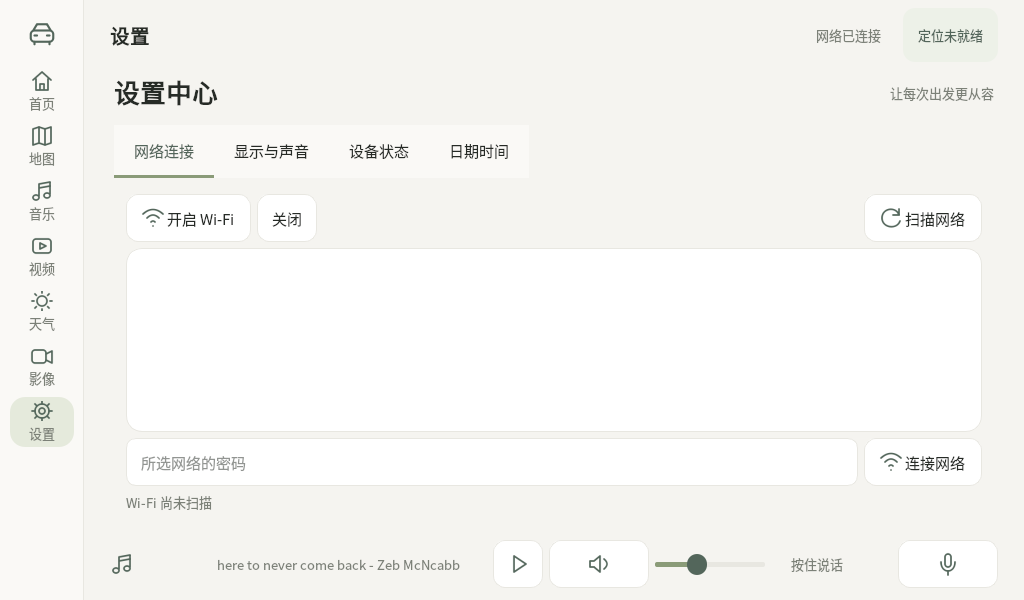 设置
网络已连接
定位未就绪
首页
地图
音乐
视频
天气
影像
设置
设置中心
让每次出发更从容
网络连接
显示与声音
设备状态
日期时间
开启 Wi-Fi
关闭
扫描网络
所选网络的密码
连接网络
Wi-Fi 尚未扫描
here to never come back - Zeb McNcabb
按住说话